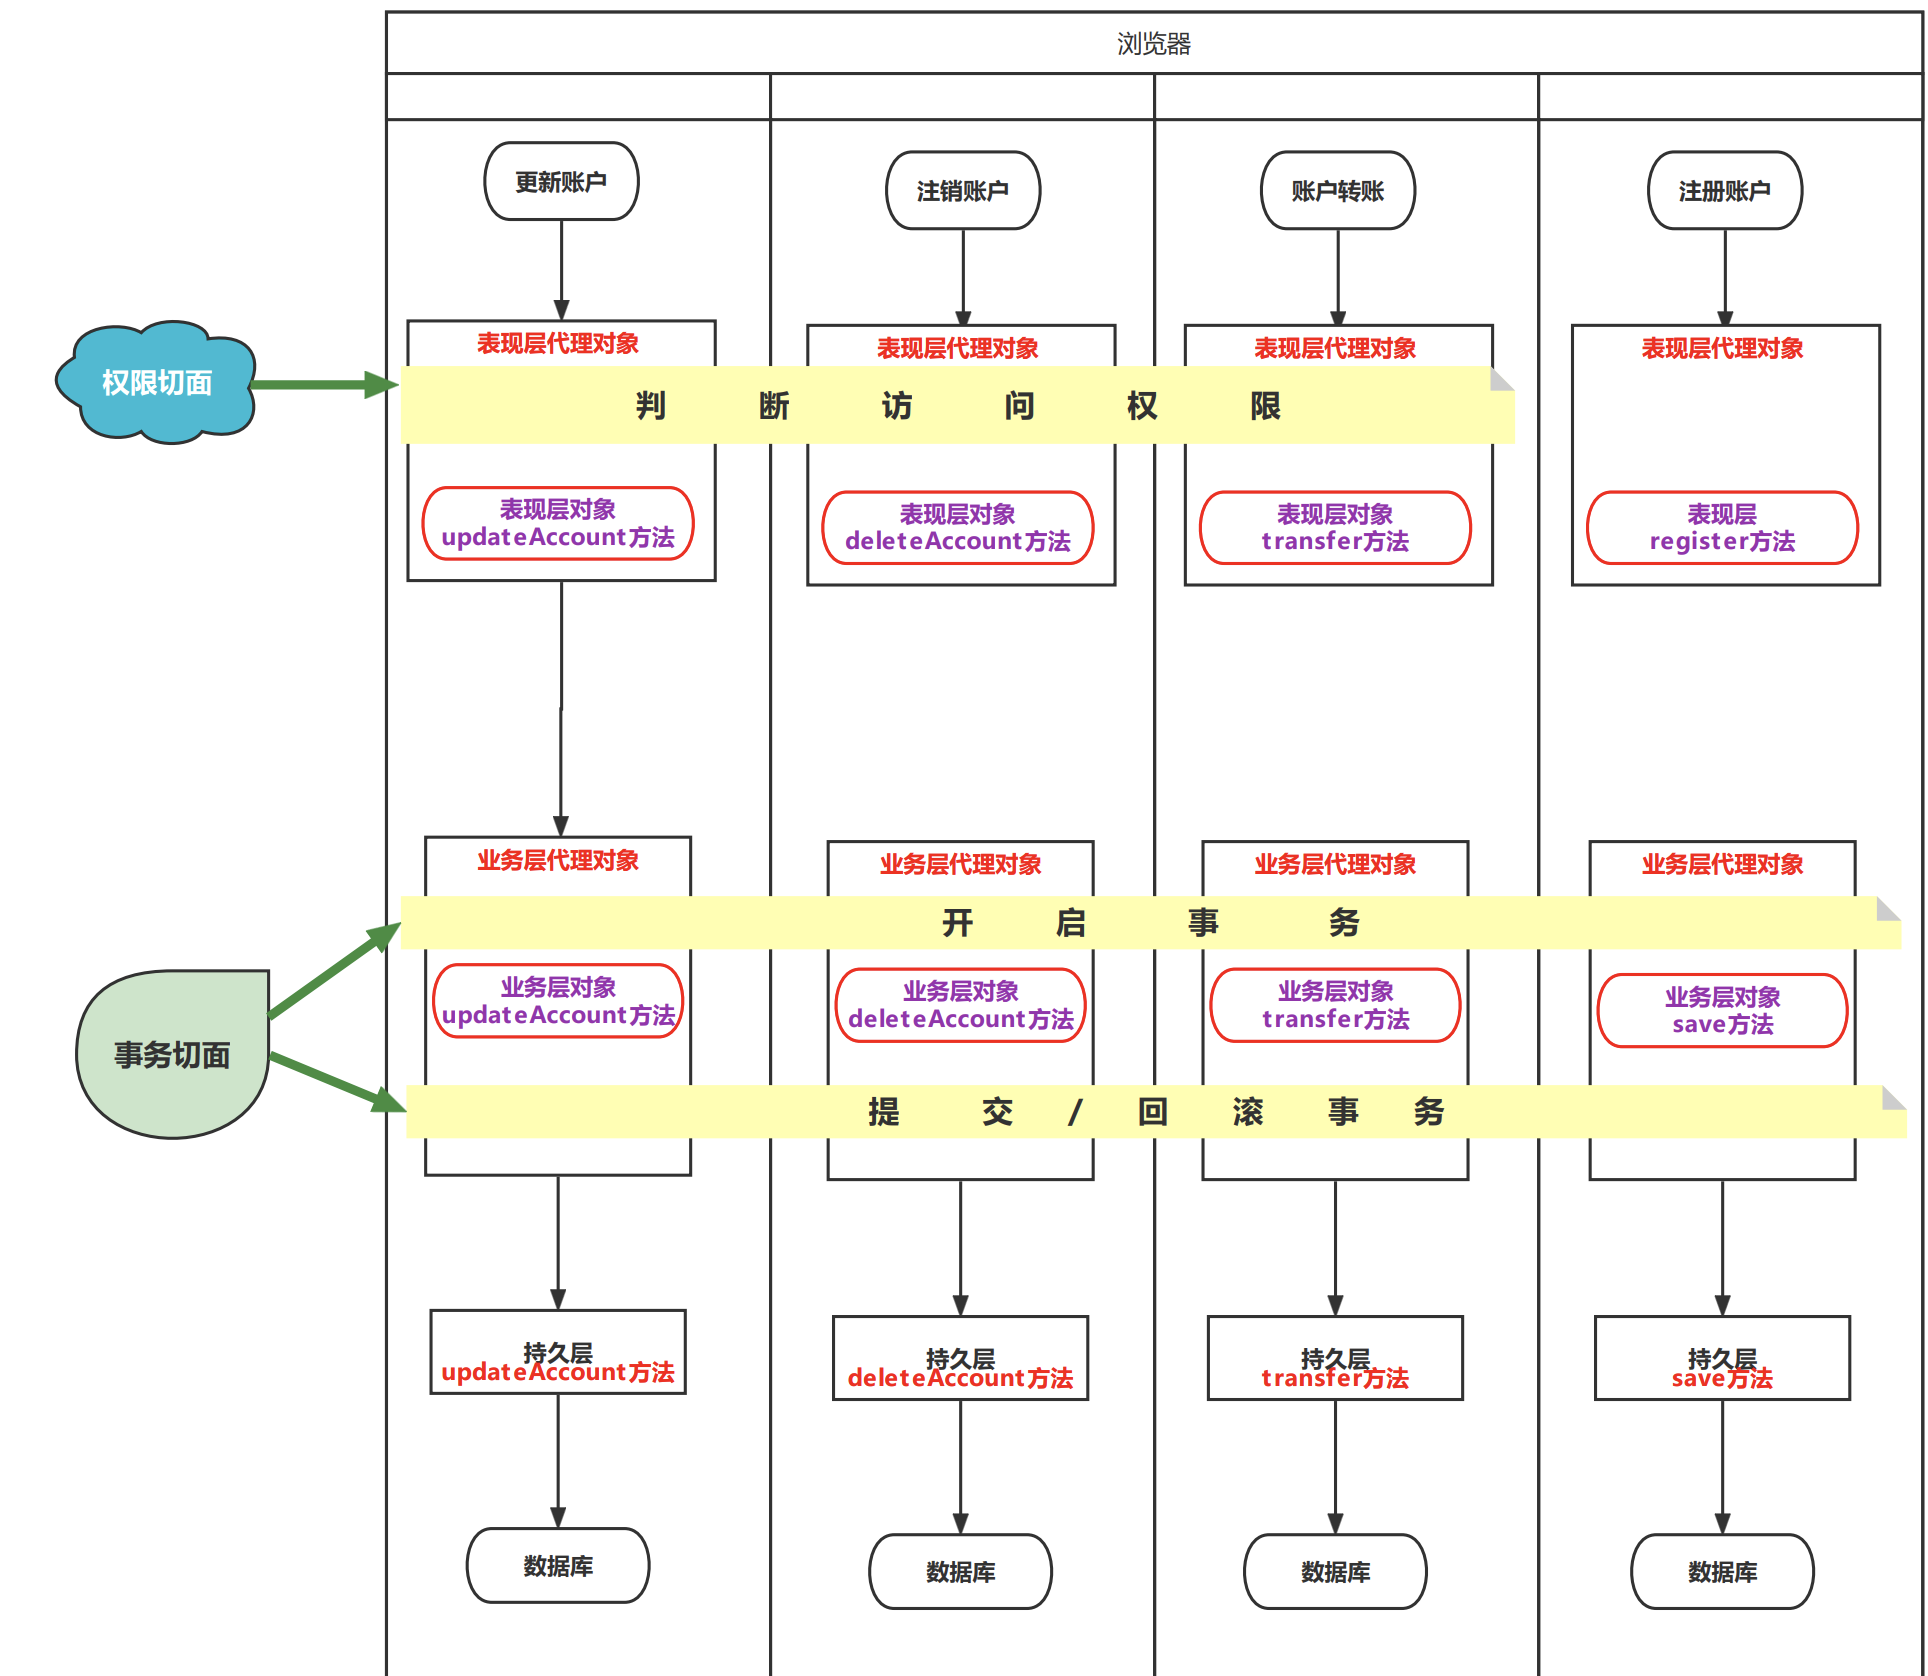 浏览器
更新账户
注销账户
账户转账
注册账户
表现层代理对象
表现层代理对象
表现层代理对象
表现层代理对象
权限切面
判断访问权限
表现层对象
updateAccount方法
表现层对象
deleteAccount方法
表现层对象
transfer方法
表现层
register方法
业务层代理对象
业务层代理对象
业务层代理对象
业务层代理对象
开启事务
业务层对象
updateAccount方法
业务层对象
deleteAccount方法
业务层对象
transfer方法
业务层对象
save方法
事务切面
提交/回滚事务
持久层
updateAccount方法
持久层
deleteAccount方法
持久层
transfer方法
持久层
save方法
数据库
数据库
数据库
数据库